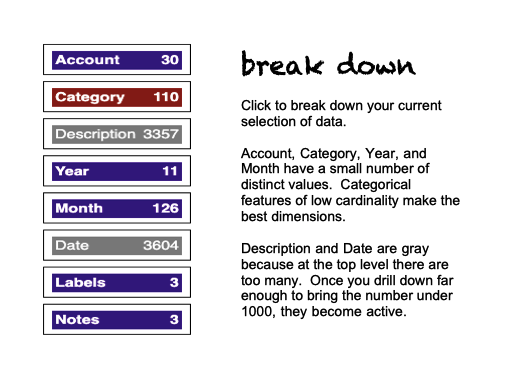 Account 30
Category 110
Description 3357
Year 11
Month 126
Date 3604
Labels 3
Notes 3
break down
Click to break down your current
selection of data.
Account, Category, Year, and
Month have a small number of
distinct values.  Categorical
features of low cardinality make the
best dimensions.
Description and Date are gray
because at the top level there are
too many.  Once you drill down far
enough to bring the number under
1000, they become active.